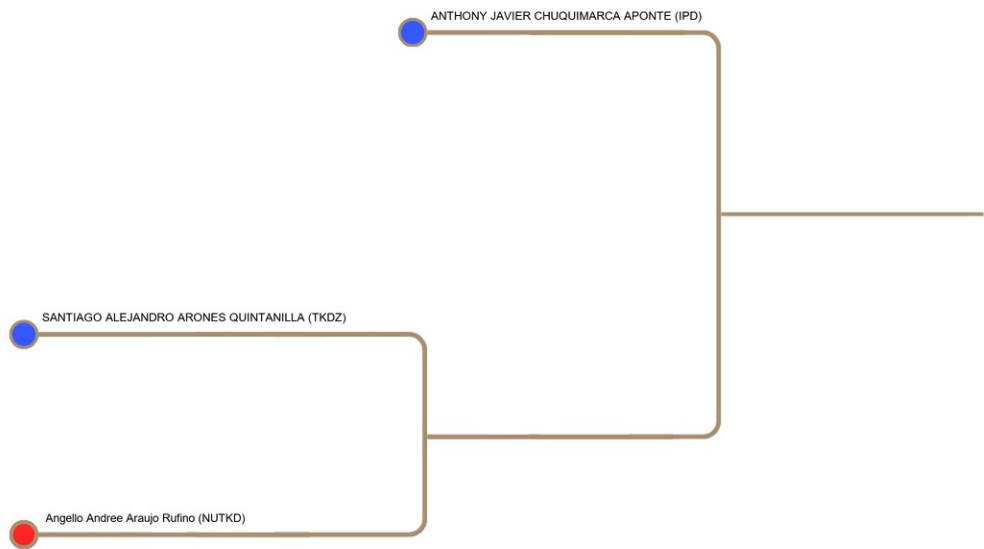 ANTHONY JAVIER CHUQUIMARCA APONTE (IPD)
SANTIAGO ALEJANDRO ARONES QUINTANILLA (TKDZ)
Angello Andree Araujo Rufino (NUTKD)